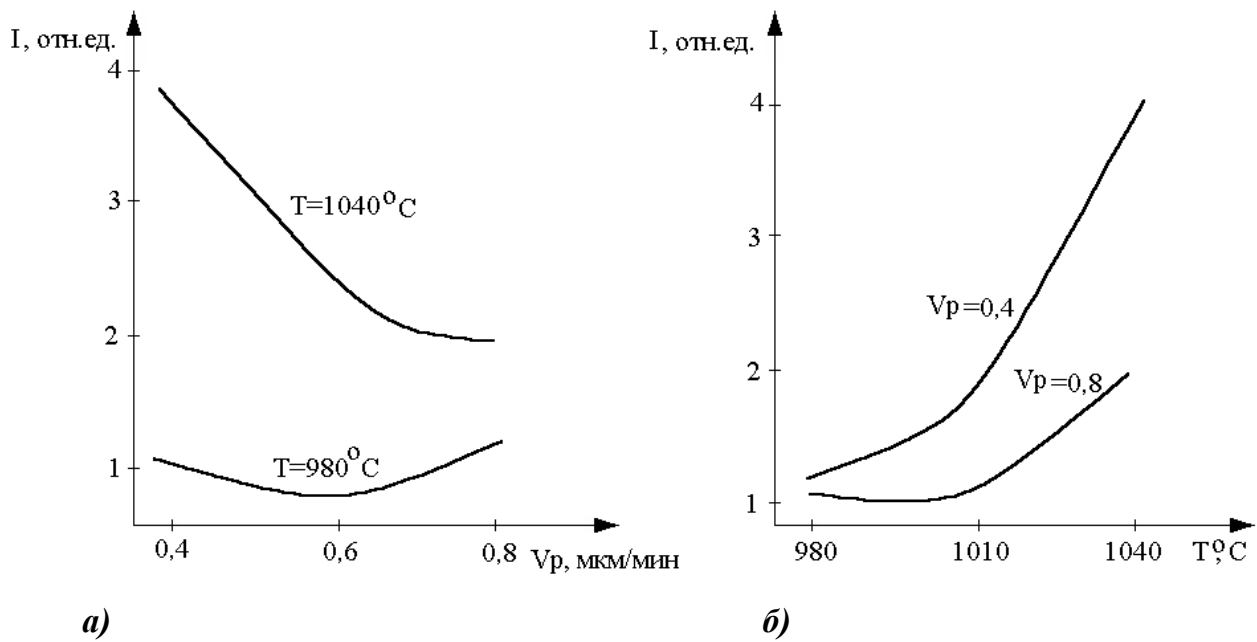 I, отн.ед.
4
3
2
1
T=1040°C
T=980°C
0,4
0,6
0,8
Vp, мкм/мин
а)
I, отн.ед.
4
3
2
1
Vp=0,4
Vp=0,8
980
1010
1040
T°, C
б)